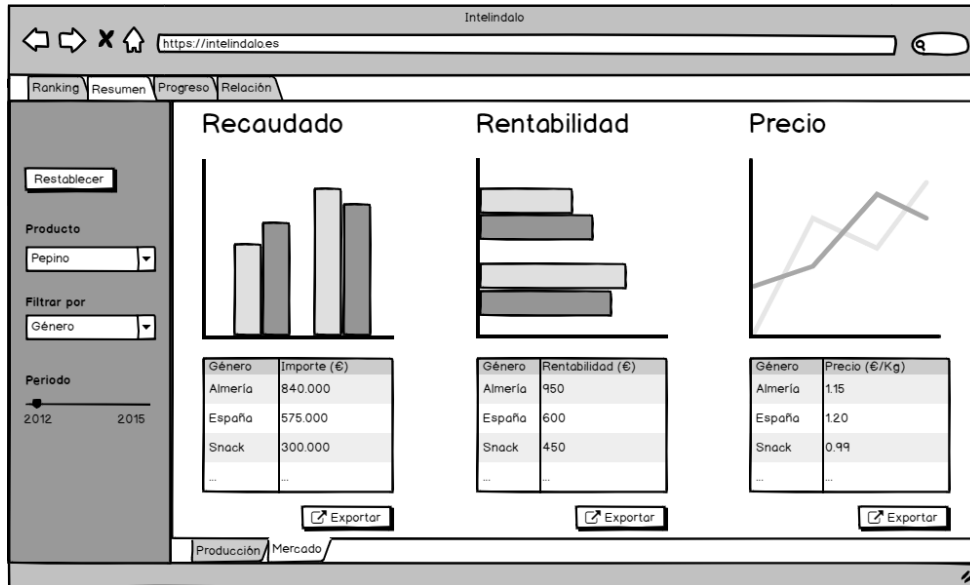 Intelindalo
https://intelindalo.es
Ranking Resumen Progreso Relación
Restablecer
Producto
Pepino
Filtrar por
Género
Periodo
2012 2015
Recaudado
Género Importe (€)
Almería 840.000
España 575.000
Snack 300.000
... ...
Exportar
Rentabilidad
Género Rentabilidad (€)
Almería 950
España 600
Snack 450
... ...
Exportar
Precio
Género Precio (€/Kg)
Almería 1.15
España 1.20
Snack 0.99
... ...
Exportar
Producción Mercado